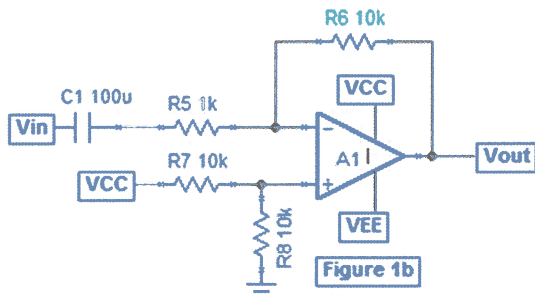 R6 10k
C1 100u
R5 1k
VCC
Vin
−
A1
Vout
R7 10k
VCC
+
R8 10k
VEE
Figure 1b